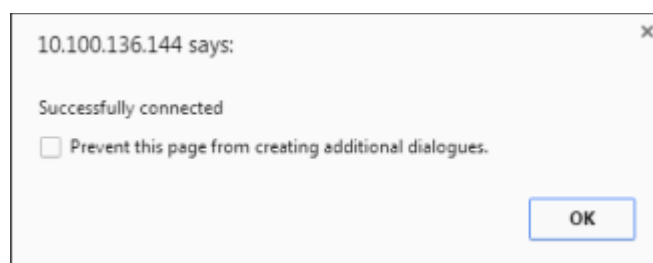 10.100.136.144 says:
Successfully connected
Prevent this page from creating additional dialogues.
OK